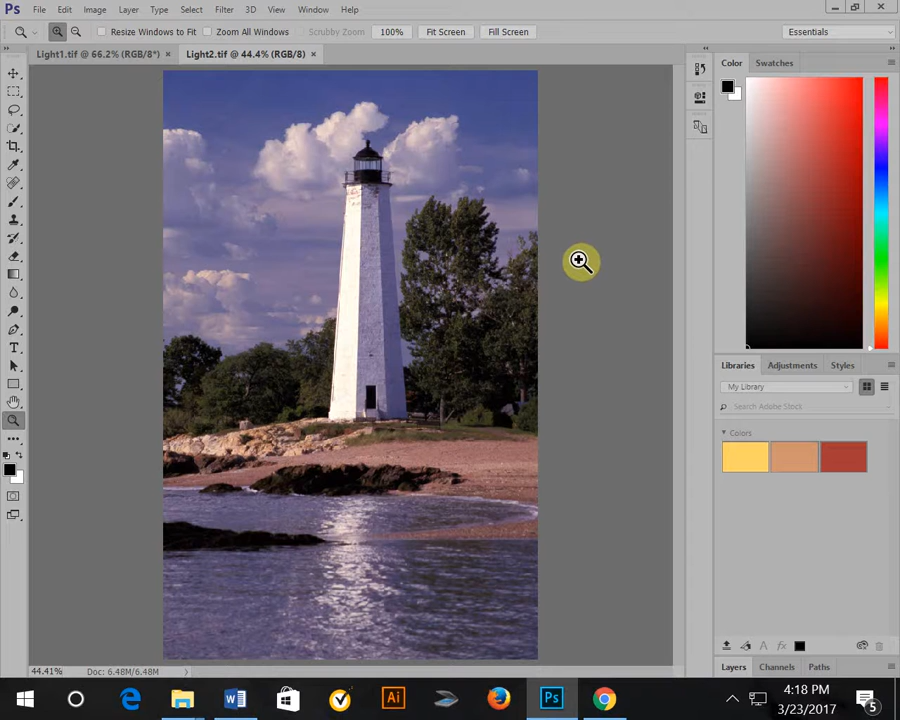 Ps File Edit Image Layer Type Select Filter 3D View Window Help
Resize Windows to Fit Zoom All Windows Scrubby Zoom 100% Fit Screen Fill Screen Essentials
Light1.tif @ 66.2% (RGB/8*) × Light2.tif @ 44.4% (RGB/8) ×
Color Swatches
Libraries Adjustments Styles
My Library
Search Adobe Stock
Colors
44.41% Doc: 6.48M/6.48M
Layers Channels Paths
Ai Ps
4:18 PM
3/23/2017
5